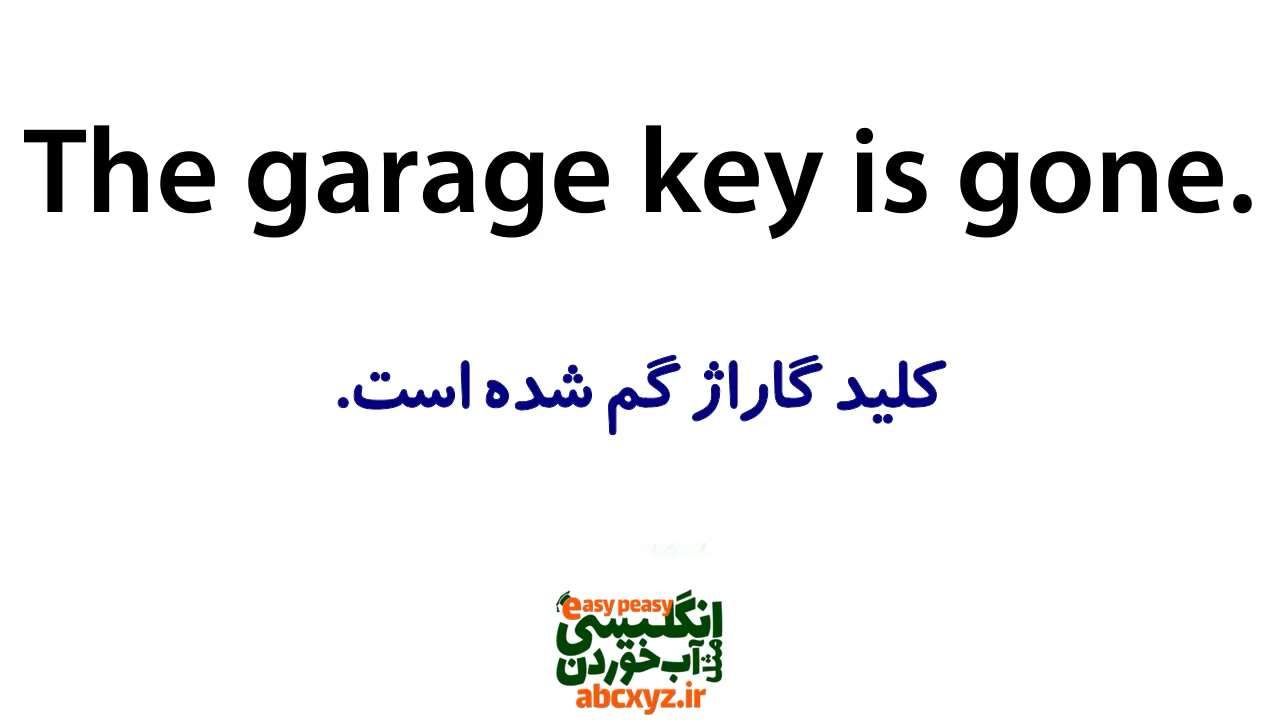 The garage key is gone.
کلید گاراژ گم شده است.
easy peasy
انگلیسی
مثل آب خوردن
abcxyz.ir